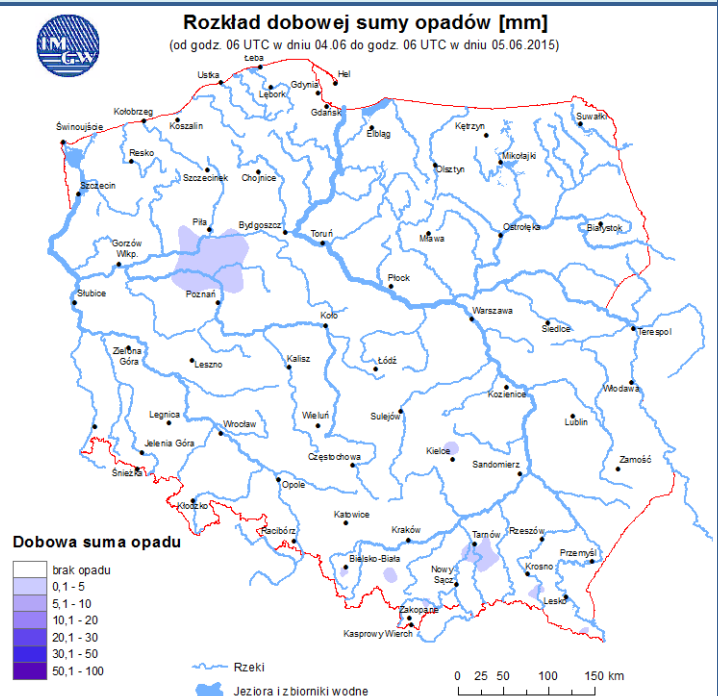 Rozkład dobowej sumy opadów [mm]
(od godz. 06 UTC w dniu 04.06 do godz. 06 UTC w dniu 05.06.2015)
IM
GW
Łeba
Ustka
Hel
Lębork
Gdynia
Gdańsk
Kołobrzeg
Koszalin
Świnoujście
Elbląg
Kętrzyn
Suwałki
Resko
Szczecinek
Chojnice
Olsztyn
Mikołajki
Szczecin
Piła
Bydgoszcz
Toruń
Mława
Ostrołęka
Białystok
Gorzów
Wlkp.
Płock
Słubice
Poznań
Koło
Warszawa
Siedlce
Terespol
Zielona
Góra
Leszno
Kalisz
Łódź
Kozienice
Włodawa
Legnica
Wrocław
Wieluń
Sulejów
Lublin
Jelenia Góra
Częstochowa
Kielce
Sandomierz
Zamość
Śnieżka
Opole
Kłodzko
Katowice
Racibórz
Kraków
Tarnów
Rzeszów
Przemyśl
Bielsko-Biała
Nowy
Sącz
Krosno
Lesko
Zakopane
Kasprowy Wierch
Dobowa suma opadu
brak opadu
0,1 - 5
5,1 - 10
10,1 - 20
20,1 - 30
30,1 - 50
50,1 - 100
Rzeki
Jeziora i zbiorniki wodne
0 25 50 100 150 km